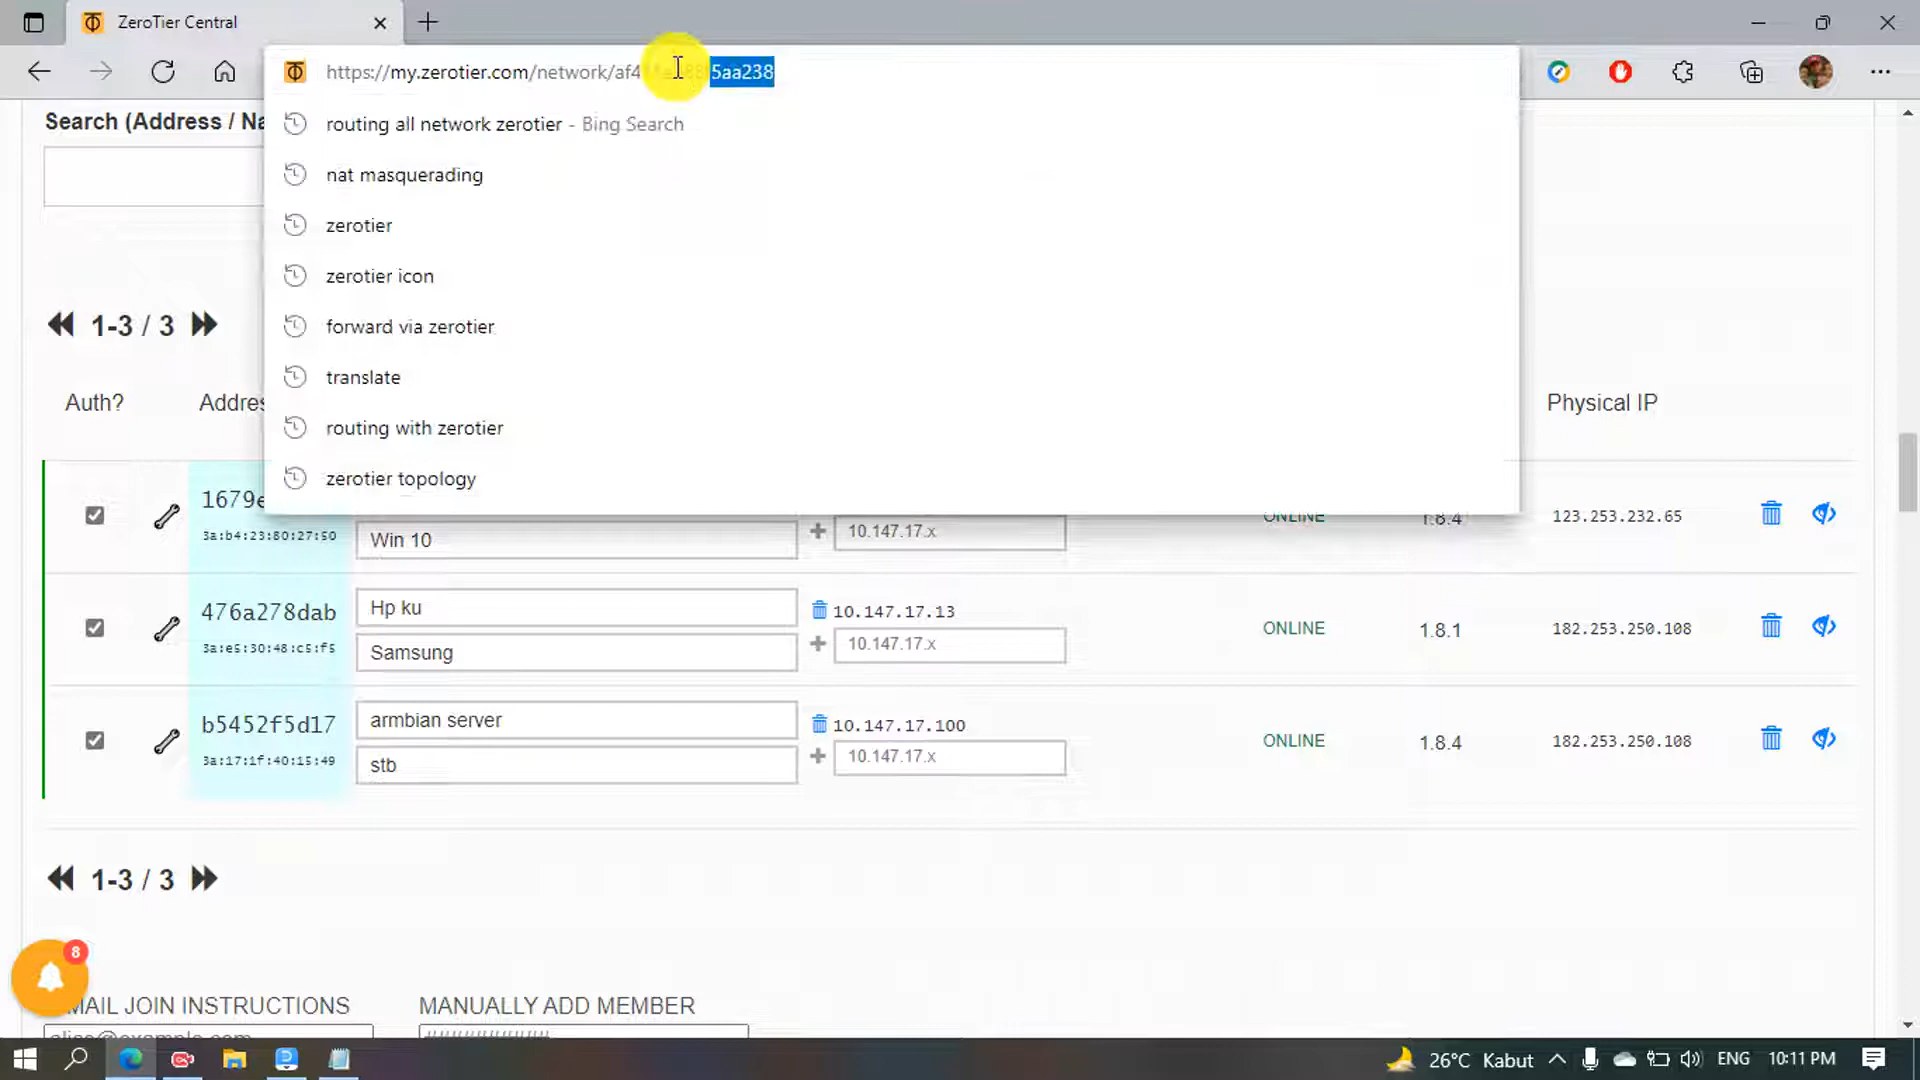 ZeroTier Central
https://my.zerotier.com/network/af4 5aa238
Search (Address / Na
routing all network zerotier - Bing Search
nat masquerading
zerotier
zerotier icon
forward via zerotier
translate
routing with zerotier
zerotier topology
1-3 / 3
Auth?
Addres
Physical IP
1679e
3a:b4:23:80:27:50
Win 10
10.147.17.x
ONLINE
1.8.4
123.253.232.65
476a278dab
3a:e5:30:48:c5:f5
Hp ku
Samsung
10.147.17.13
10.147.17.x
ONLINE
1.8.1
182.253.250.108
b5452f5d17
3a:17:1f:40:15:49
armbian server
stb
10.147.17.100
10.147.17.x
ONLINE
1.8.4
182.253.250.108
1-3 / 3
8
MAIL JOIN INSTRUCTIONS
MANUALLY ADD MEMBER
alice@example.com
##########
26°C Kabut
ENG
10:11 PM